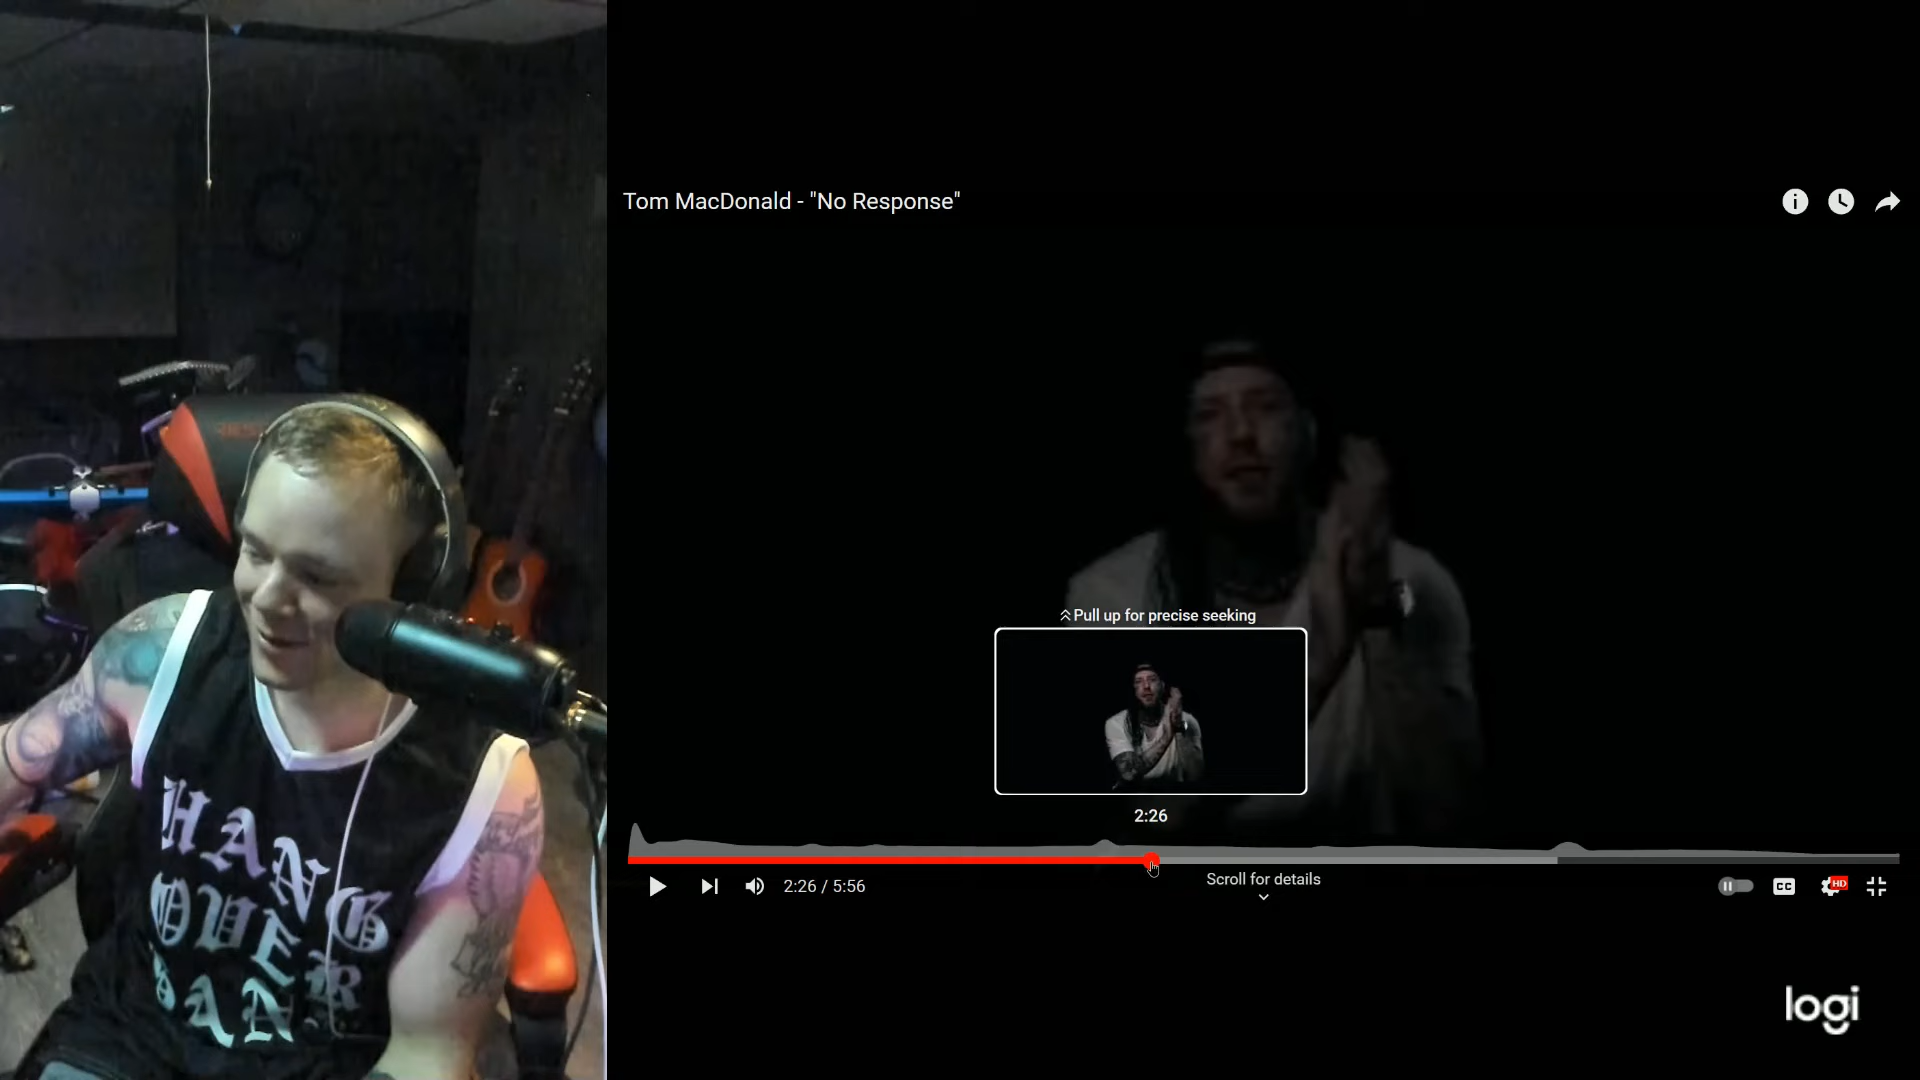 Tom MacDonald - "No Response"
Pull up for precise seeking
2:26
2:26 / 5:56
Scroll for details
CC
HD
HANG
OVER
GANG
logi